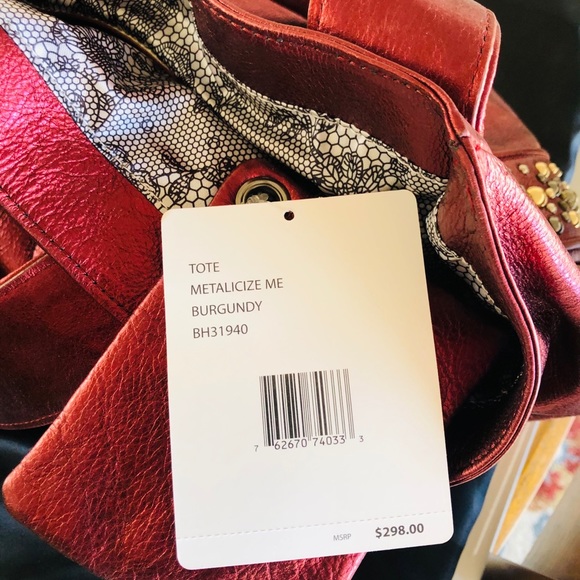 TOTE
METALICIZE ME
BURGUNDY
BH31940
7 62670 74033 3
MSRP $298.00